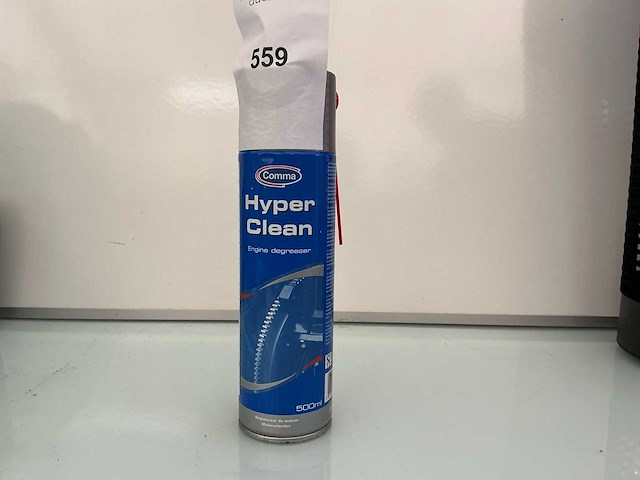 559
Comma
Hyper
Clean
Engine degreaser
500ml